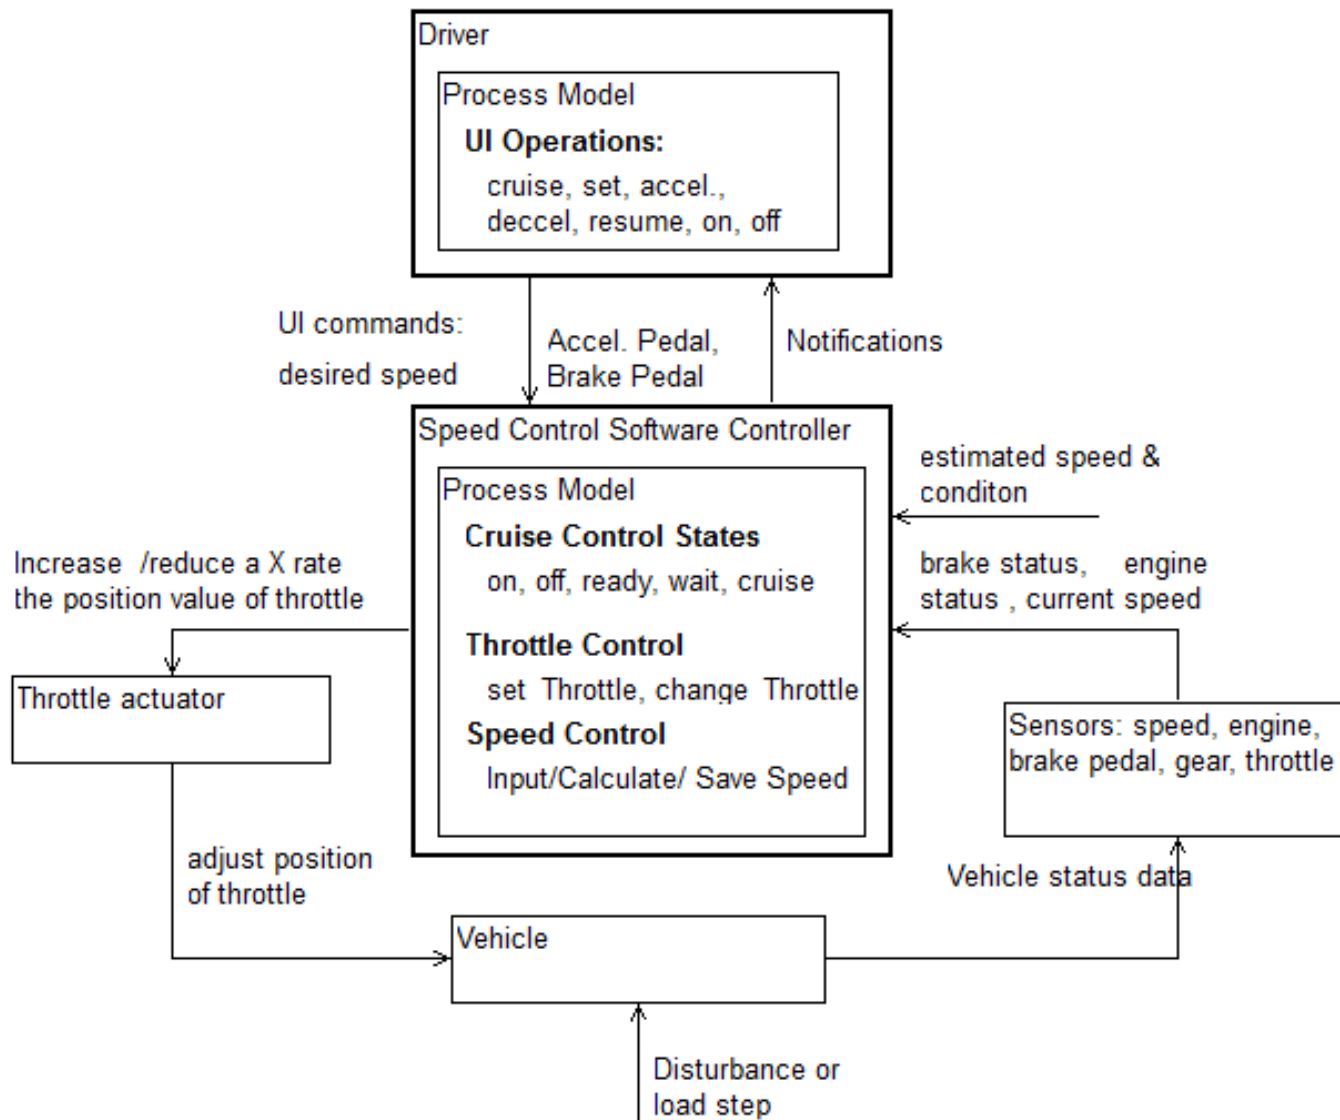 Driver
Process Model
UI Operations:
cruise, set, accel.,
deccel, resume, on, off
UI commands:
desired speed
Accel. Pedal,
Brake Pedal
Notifications
Speed Control Software Controller
Process Model
Cruise Control States
on, off, ready, wait, cruise
Throttle Control
set Throttle, change Throttle
Speed Control
Input/Calculate/ Save Speed
estimated speed &
conditon
brake status, engine
status , current speed
Increase /reduce a X rate
the position value of throttle
Throttle actuator
Sensors: speed, engine,
brake pedal, gear, throttle
adjust position
of throttle
Vehicle status data
Vehicle
Disturbance or
load step